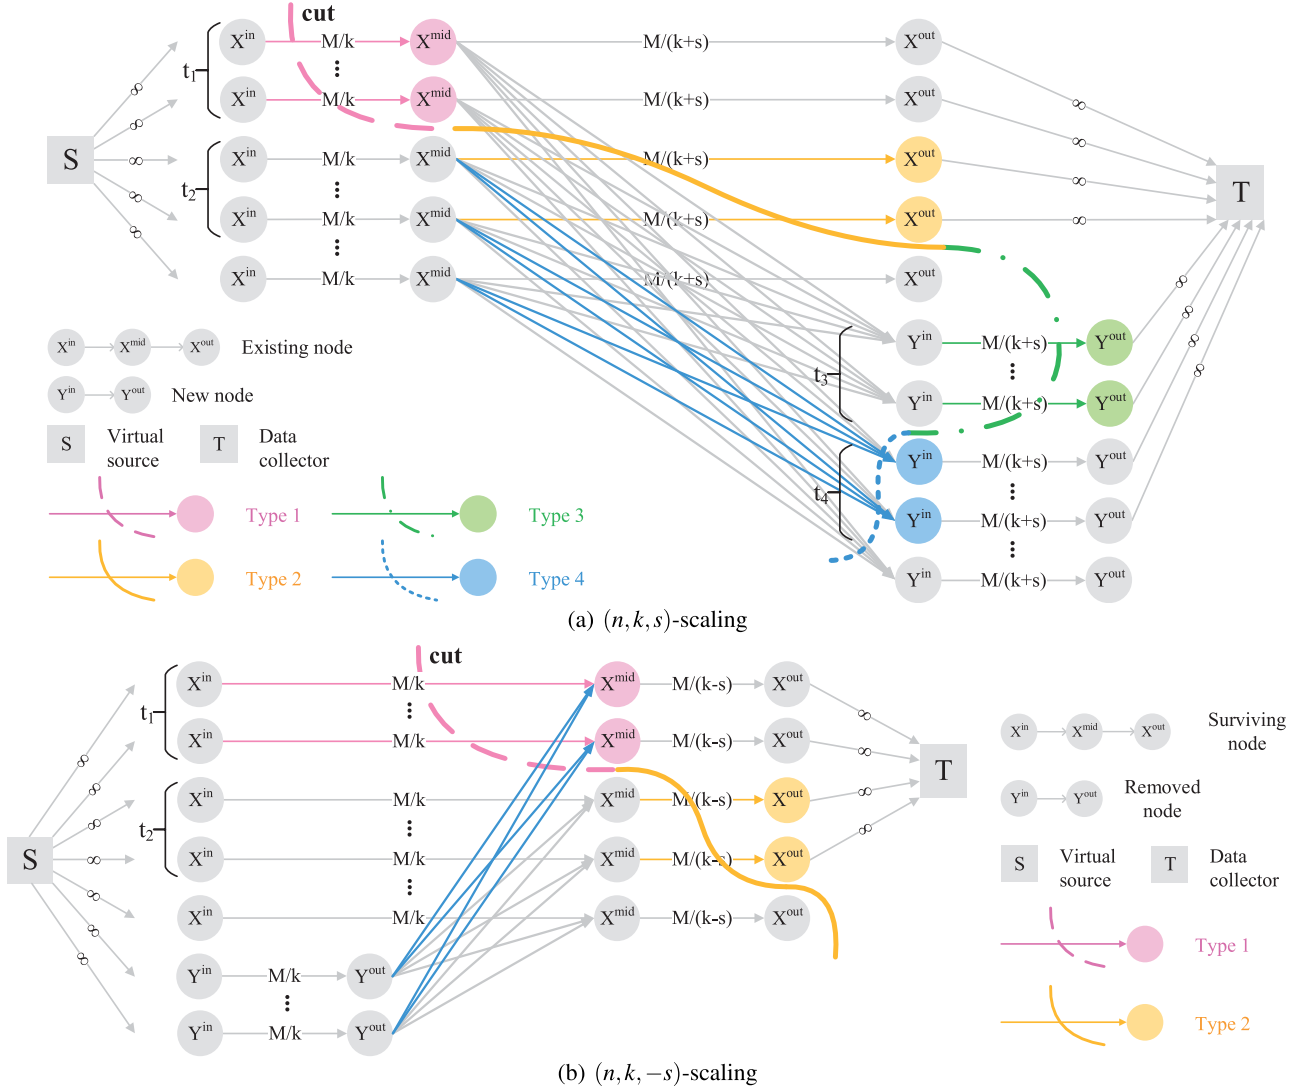 cut
X^in M/k X^mid M/(k+s) X^out
t1
∞
X^in M/k X^mid X^out
∞
∞
∞
S
∞
X^in M/k X^mid M/(k+s) X^out
∞
T
t2
∞
X^in M/k X^mid M/(k+s) X^out
∞
∞
X^in M/k X^mid M/(k+s) X^out
∞
∞
∞
∞
X^in X^mid X^out Existing node
Y^in M/(k+s) Y^out
t3
Y^in Y^out New node
Y^in M/(k+s) Y^out
S Virtual source T Data collector
Y^in M/(k+s) Y^out
t4
Type 1 Type 3
Y^in M/(k+s) Y^out
Type 2 Type 4
Y^in M/(k+s) Y^out
(a) (n,k,s)-scaling
cut
X^in M/k X^mid M/(k-s) X^out
t1
∞
∞
X^in M/k X^mid M/(k-s) X^out
∞
∞
T
X^in M/k X^mid M/(k-s) X^out
∞
∞
t2
∞
S
∞
X^in M/k X^mid M/(k-s) X^out
∞
X^in M/k X^mid M/(k-s) X^out
∞
∞
Y^in M/k Y^out
Y^in M/k Y^out
X^in X^mid X^out Surviving node
Y^in Y^out Removed node
S Virtual source T Data collector
Type 1
Type 2
(b) (n,k,−s)-scaling